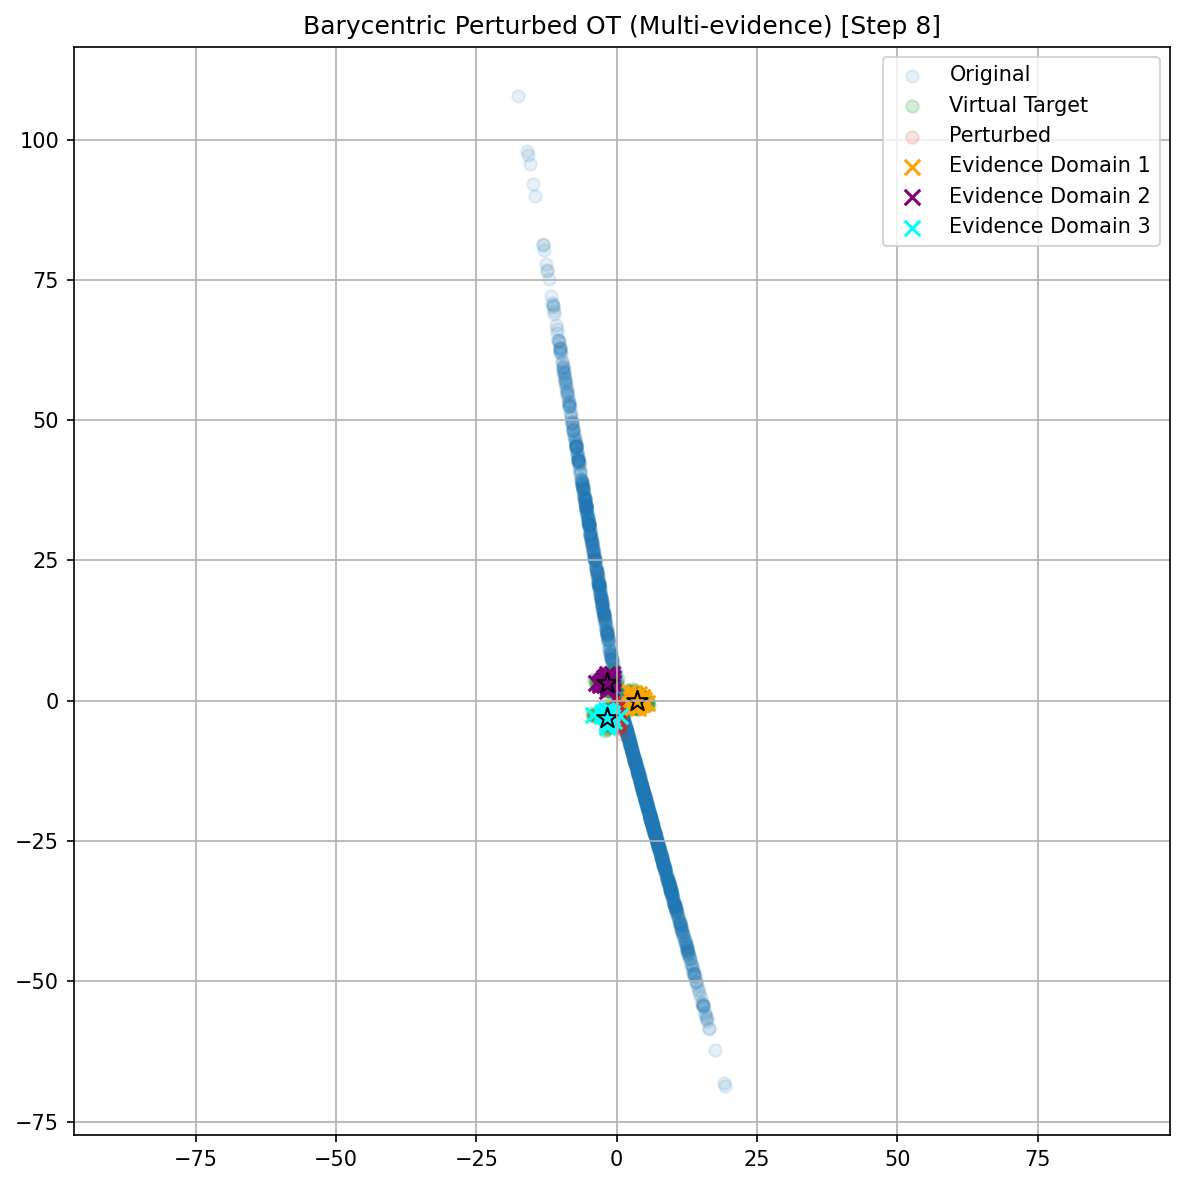 Barycentric Perturbed OT (Multi-evidence) [Step 8]
Original
Virtual Target
Perturbed
Evidence Domain 1
Evidence Domain 2
Evidence Domain 3
100
75
50
25
0
−25
−50
−75
−75 −50 −25 0 25 50 75